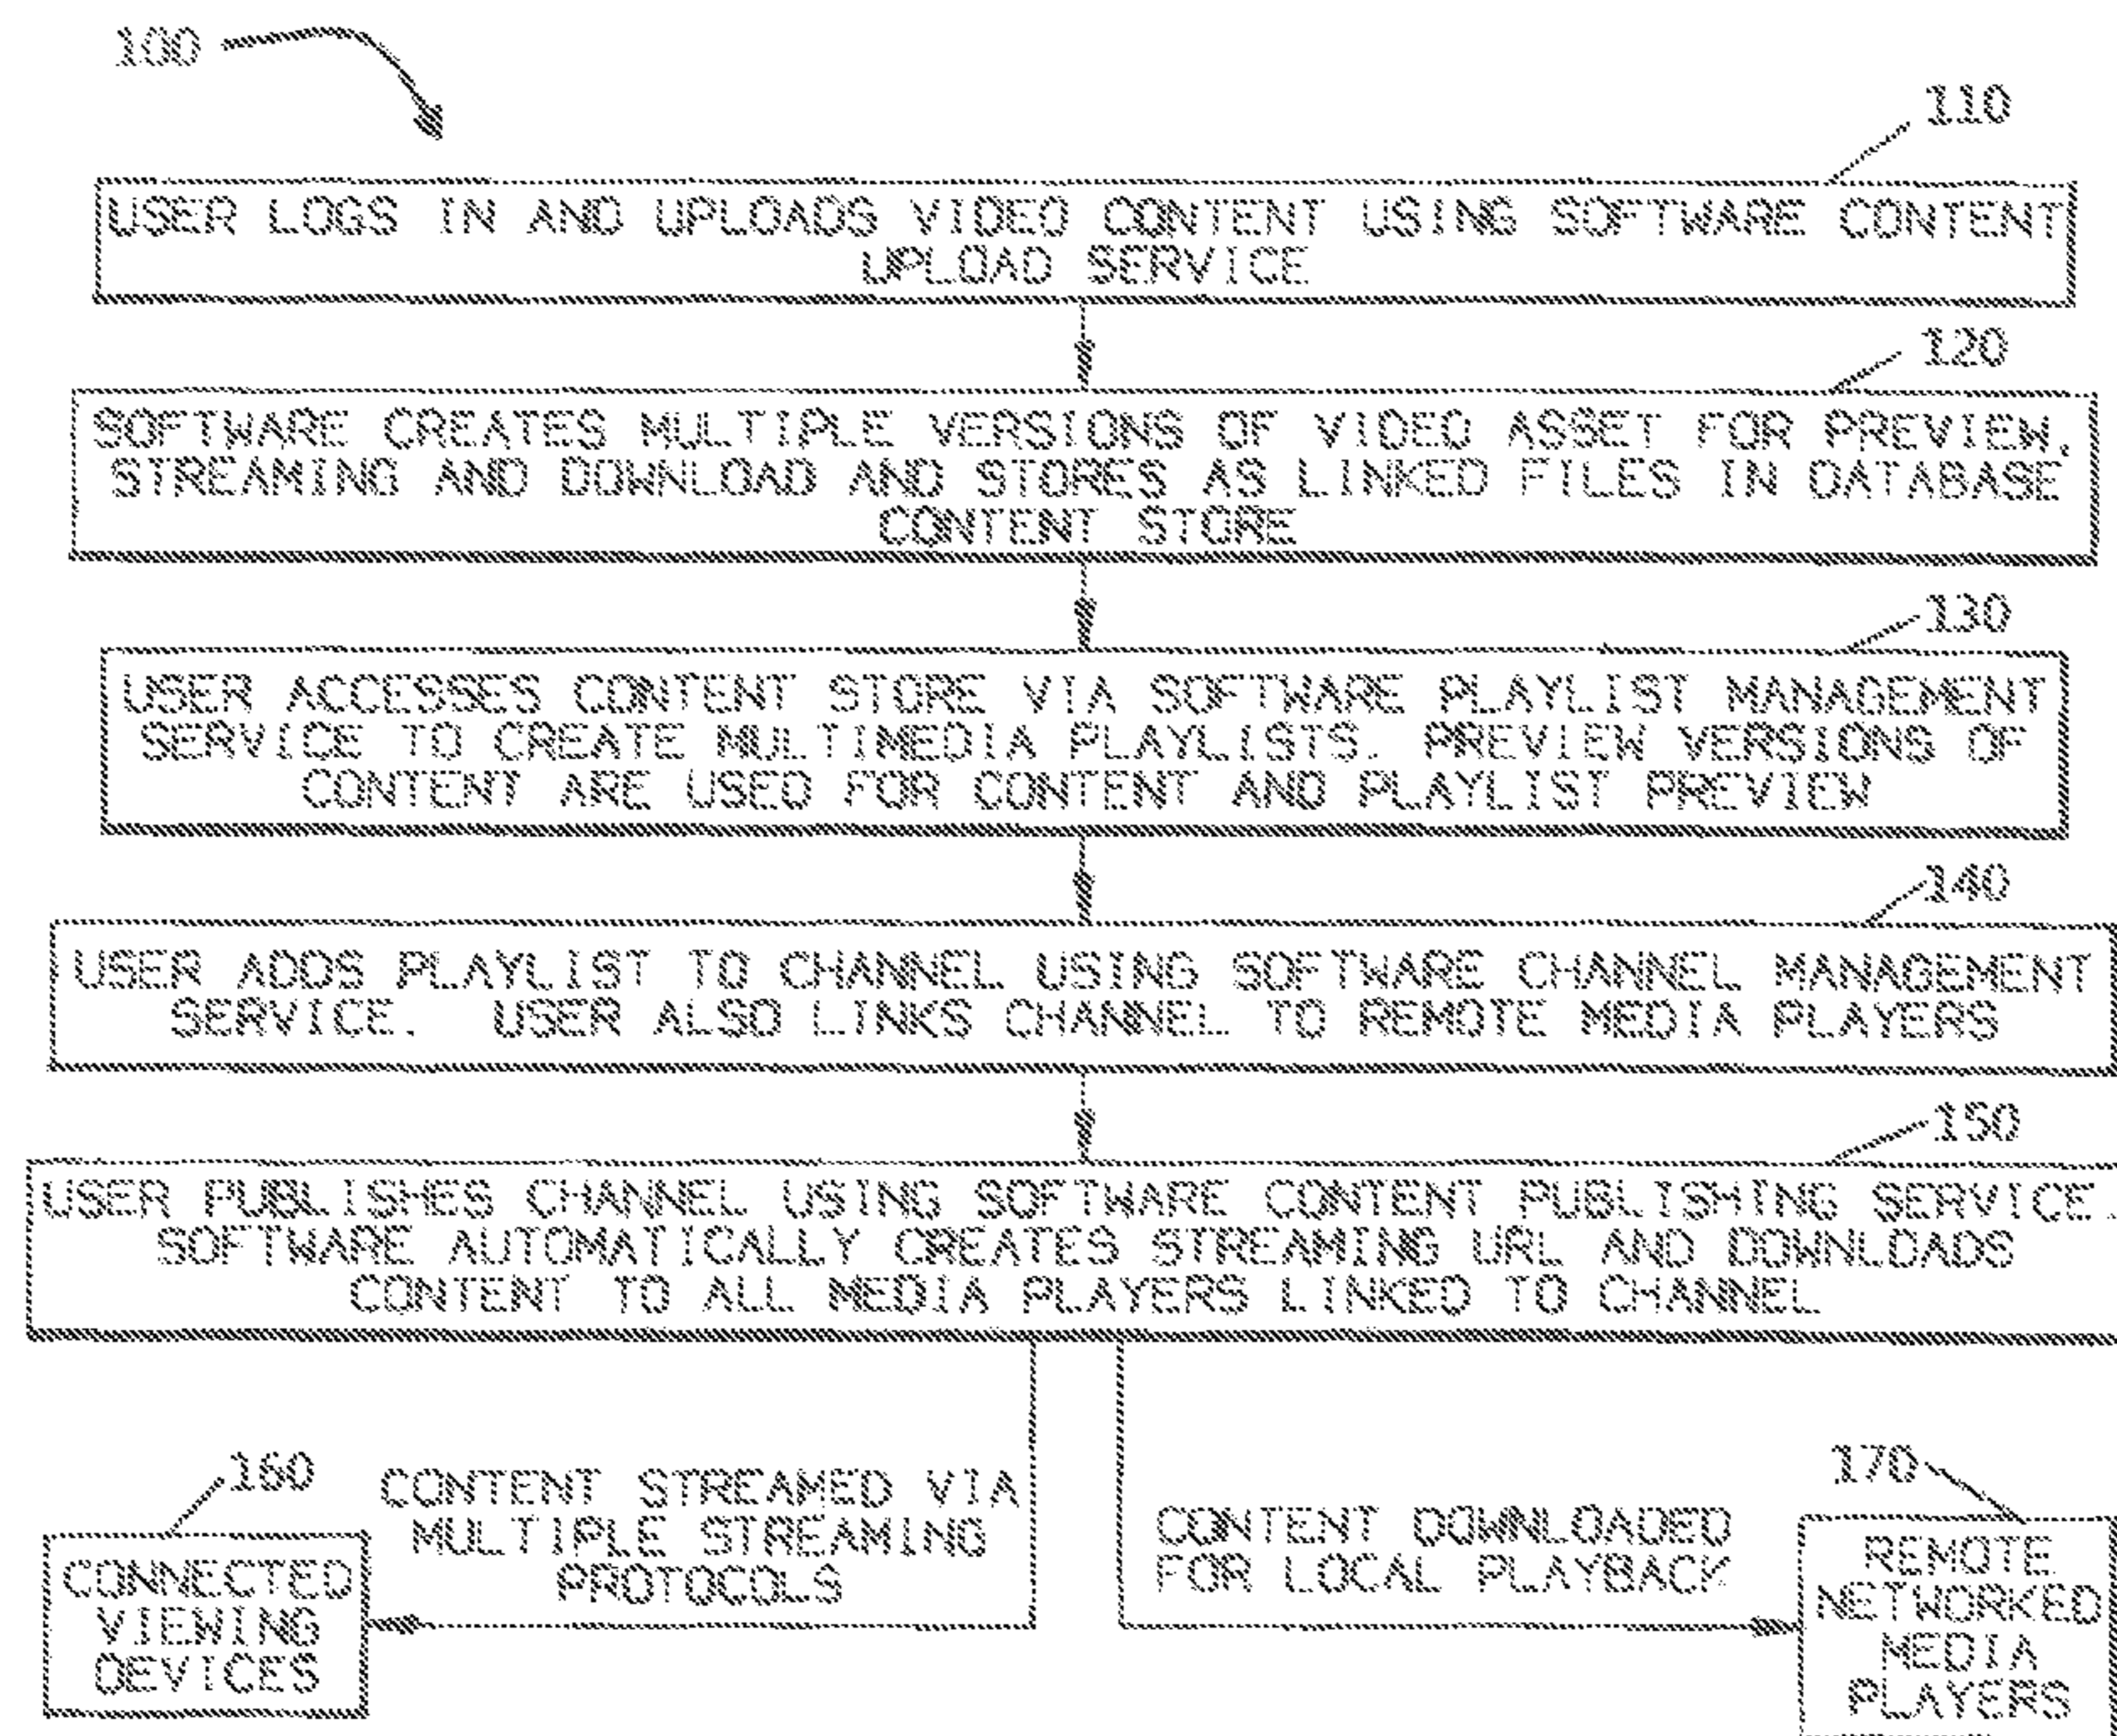 100
110
USER LOGS IN AND UPLOADS VIDEO CONTENT USING SOFTWARE CONTENT
UPLOAD SERVICE
120
SOFTWARE CREATES MULTIPLE VERSIONS OF VIDEO ASSET FOR PREVIEW,
STREAMING AND DOWNLOAD AND STORES AS LINKED FILES IN DATABASE
CONTENT STORE
130
USER ACCESSES CONTENT STORE VIA SOFTWARE PLAYLIST MANAGEMENT
SERVICE TO CREATE MULTIMEDIA PLAYLISTS. PREVIEW VERSIONS OF
CONTENT ARE USED FOR CONTENT AND PLAYLIST PREVIEW
140
USER ADDS PLAYLIST TO CHANNEL USING SOFTWARE CHANNEL MANAGEMENT
SERVICE. USER ALSO LINKS CHANNEL TO REMOTE MEDIA PLAYERS
150
USER PUBLISHES CHANNEL USING SOFTWARE CONTENT PUBLISHING SERVICE.
SOFTWARE AUTOMATICALLY CREATES STREAMING URL AND DOWNLOADS
CONTENT TO ALL MEDIA PLAYERS LINKED TO CHANNEL
160
CONNECTED
VIEWING
DEVICES
CONTENT STREAMED VIA
MULTIPLE STREAMING
PROTOCOLS
CONTENT DOWNLOADED
FOR LOCAL PLAYBACK
170
REMOTE
NETWORKED
MEDIA
PLAYERS